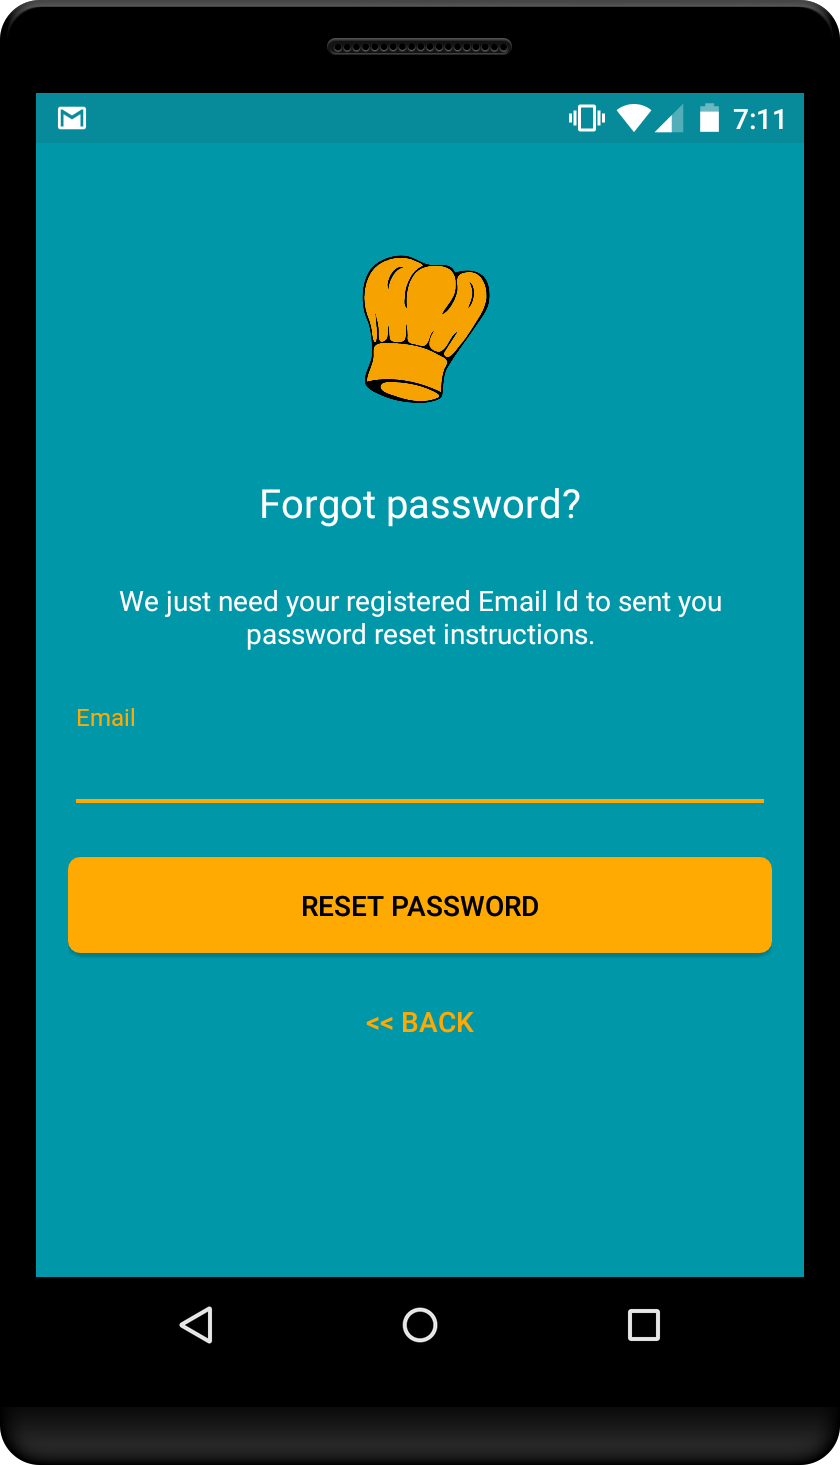 7:11
Forgot password?
We just need your registered Email Id to sent you
password reset instructions.
Email
RESET PASSWORD
<< BACK